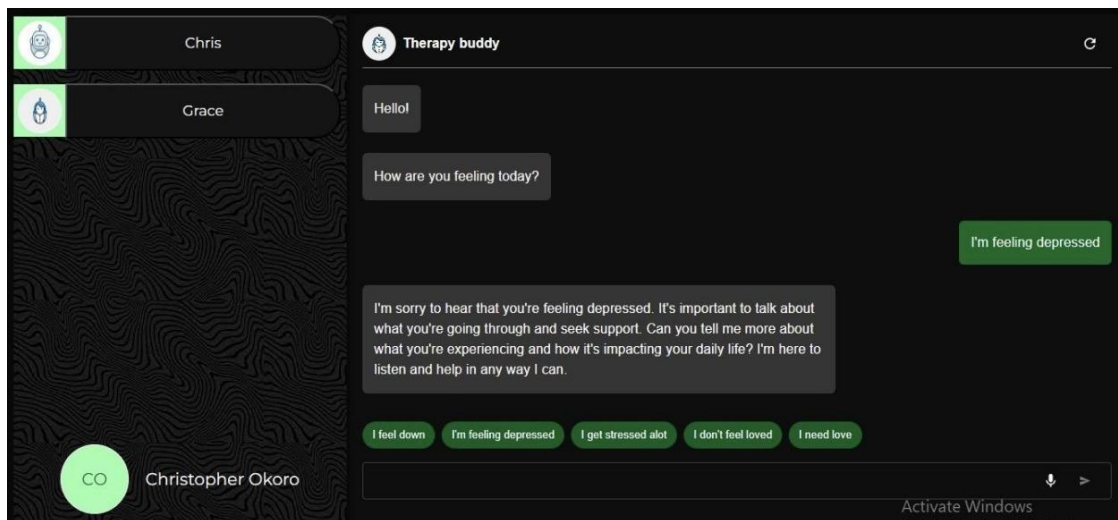 Chris
Grace
CO
Christopher Okoro
Therapy buddy
Hello!
How are you feeling today?
I'm feeling depressed
I'm sorry to hear that you're feeling depressed. It's important to talk about
what you're going through and seek support. Can you tell me more about
what you're experiencing and how it's impacting your daily life? I'm here to
listen and help in any way I can.
I feel down
I'm feeling depressed
I get stressed alot
I don't feel loved
I need love
Activate Windows